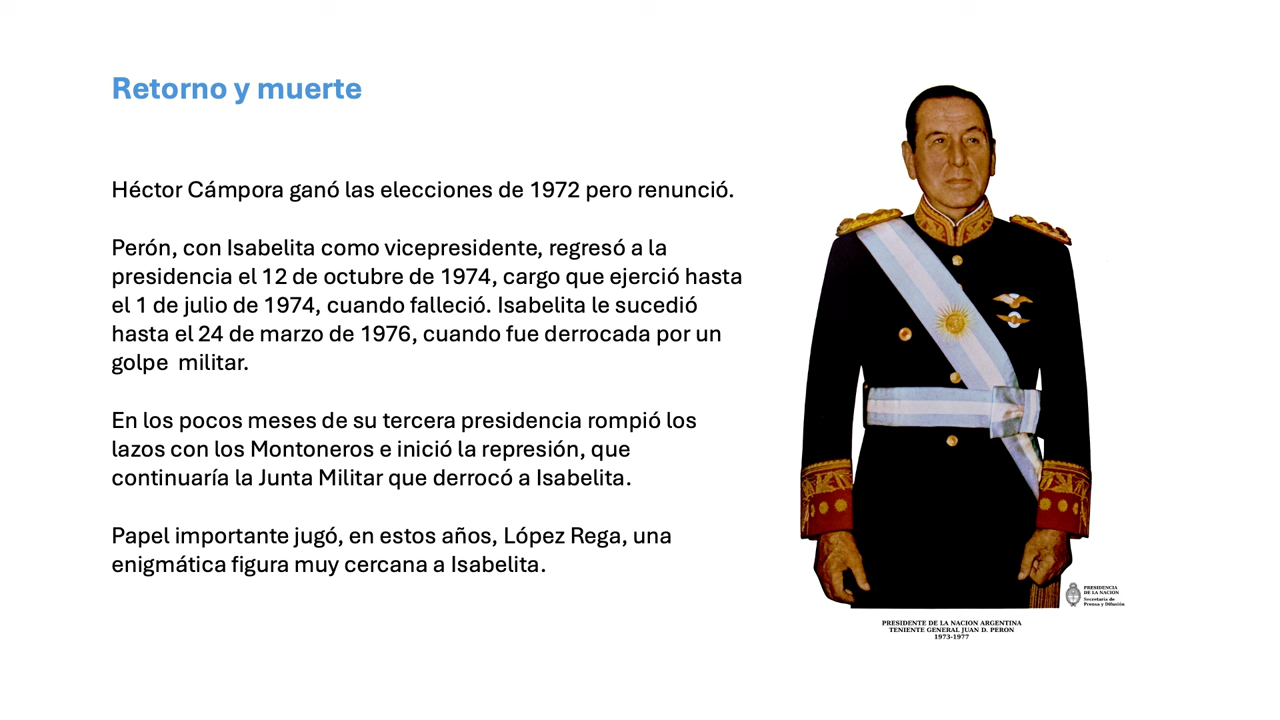 Retorno y muerte
Héctor Cámpora ganó las elecciones de 1972 pero renunció.
Perón, con Isabelita como vicepresidente, regresó a la
presidencia el 12 de octubre de 1974, cargo que ejerció hasta
el 1 de julio de 1974, cuando falleció. Isabelita le sucedió
hasta el 24 de marzo de 1976, cuando fue derrocada por un
golpe  militar.
En los pocos meses de su tercera presidencia rompió los
lazos con los Montoneros e inició la represión, que
continuaría la Junta Militar que derrocó a Isabelita.
Papel importante jugó, en estos años, López Rega, una
enigmática figura muy cercana a Isabelita.
PRESIDENCIA
DE LA NACION
Secretaría de
Prensa y Difusión
PRESIDENTE DE LA NACION ARGENTINA
TENIENTE GENERAL JUAN D. PERON
1973-1977